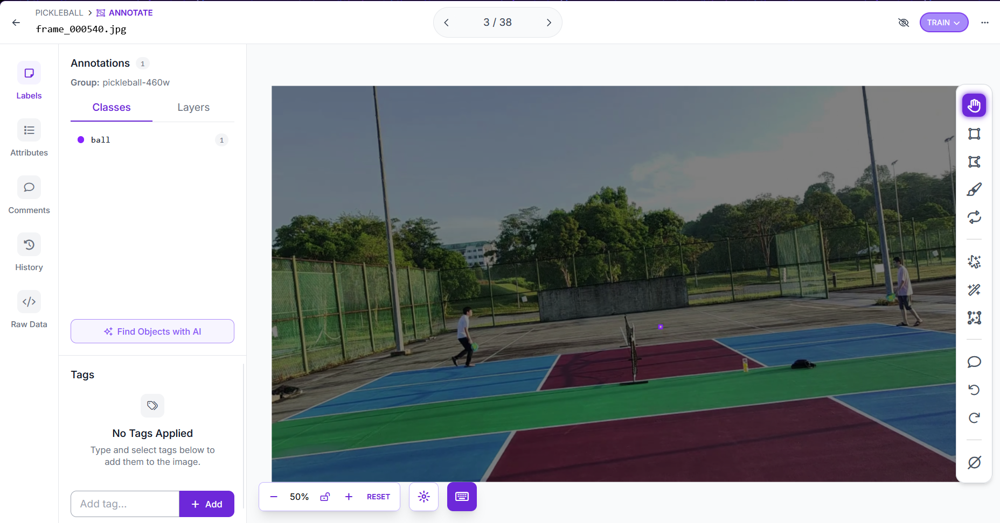 PICKLEBALL > ANNOTATE
frame_000540.jpg
3 / 38
TRAIN
Labels
Attributes
Comments
History
</>
Raw Data
Annotations 1
Group: pickleball-460w
Classes Layers
ball 1
Find Objects with AI
Tags
No Tags Applied
Type and select tags below to
add them to the image.
Add tag...
+ Add
50%
RESET